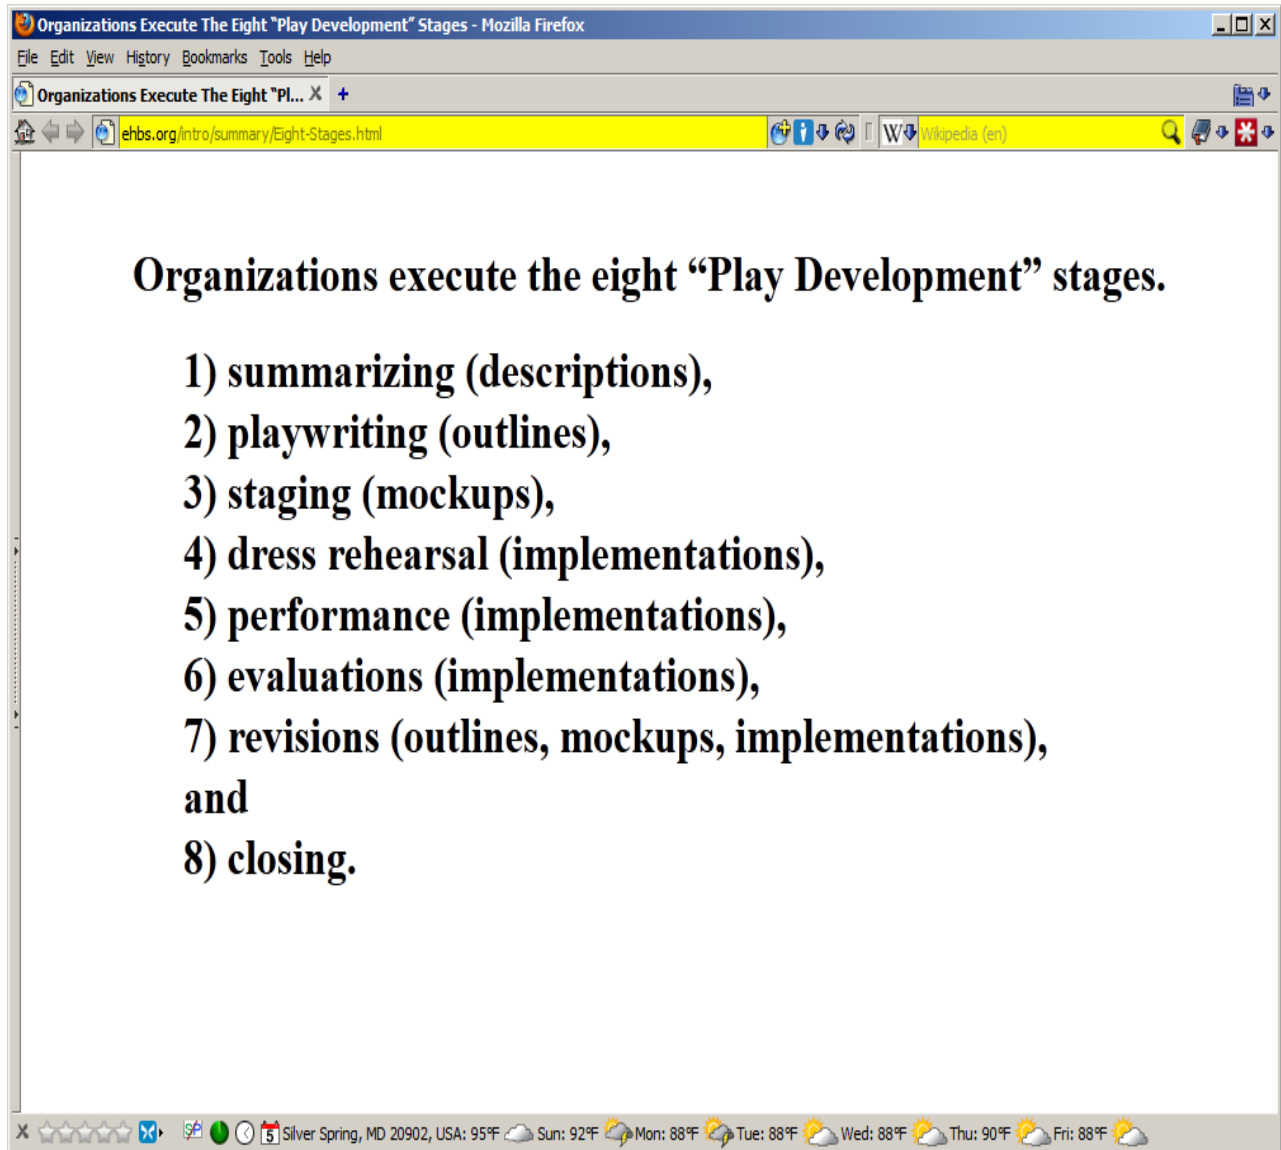 Organizations Execute The Eight “Play Development” Stages - Mozilla Firefox
File Edit View History Bookmarks Tools Help
Organizations Execute The Eight “Pl... X +
ehbs.org/intro/summary/Eight-Stages.html W Wikipedia (en)
Organizations execute the eight “Play Development” stages.
1) summarizing (descriptions),
2) playwriting (outlines),
3) staging (mockups),
4) dress rehearsal (implementations),
5) performance (implementations),
6) evaluations (implementations),
7) revisions (outlines, mockups, implementations),
and
8) closing.
X 5 Silver Spring, MD 20902, USA: 95°F Sun: 92°F Mon: 88°F Tue: 88°F Wed: 88°F Thu: 90°F Fri: 88°F